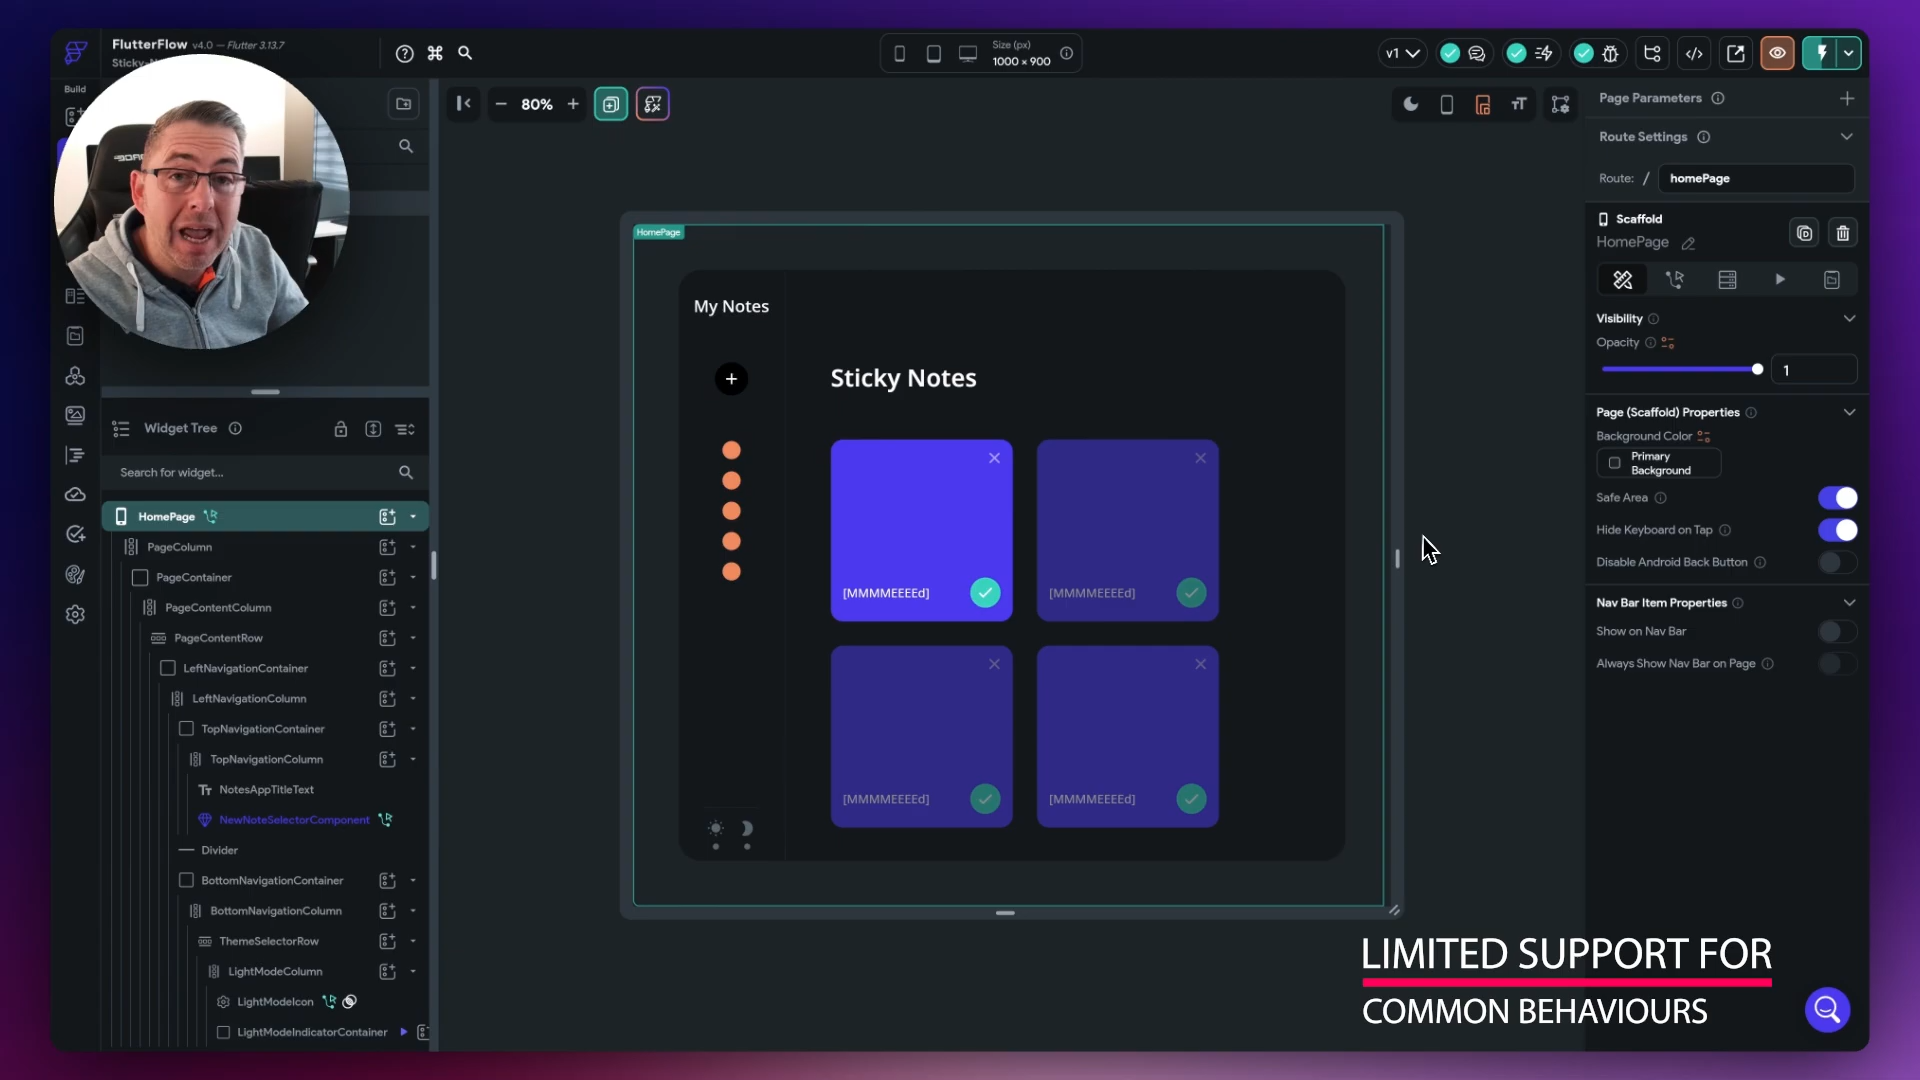 FlutterFlow v4.0 — Flutter 3.13.7
Size (px)
1000 × 900
v1
Build
80%
Widget Tree
Search for widget...
HomePage
PageColumn
PageContainer
PageContentColumn
PageContentRow
LeftNavigationContainer
LeftNavigationColumn
TopNavigationContainer
TopNavigationColumn
NotesAppTitleText
NewNoteSelectorComponent
Divider
BottomNavigationContainer
BottomNavigationColumn
ThemeSelectorRow
LightModeColumn
LightModeIcon
LightModeIndicatorContainer
HomePage
My Notes
Sticky Notes
[MMMMEEEEd]
[MMMMEEEEd]
[MMMMEEEEd]
[MMMMEEEEd]
Page Parameters
Route Settings
Route: / homePage
Scaffold
HomePage
Visibility
Opacity
1
Page (Scaffold) Properties
Background Color
Primary
Background
Safe Area
Hide Keyboard on Tap
Disable Android Back Button
Nav Bar Item Properties
Show on Nav Bar
Always Show Nav Bar on Page
LIMITED SUPPORT FOR
COMMON BEHAVIOURS